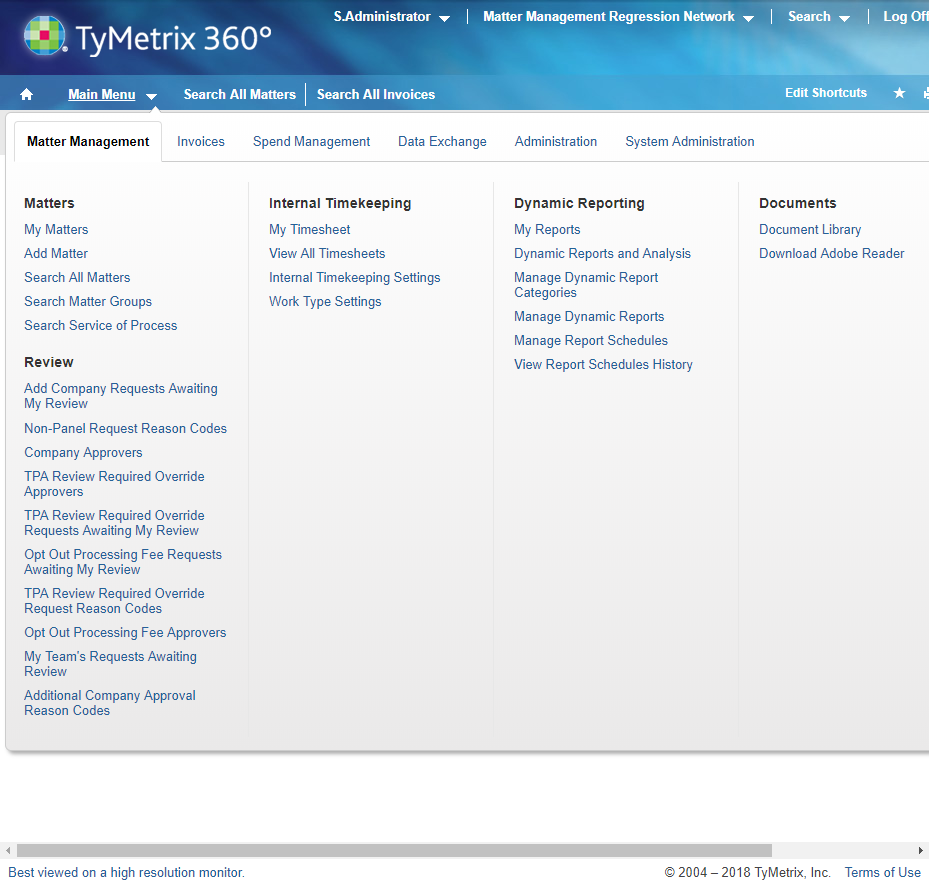 TyMetrix 360°
S.Administrator
Matter Management Regression Network
Search
Log Off
Main Menu
Search All Matters
Search All Invoices
Edit Shortcuts
Matter Management
Invoices
Spend Management
Data Exchange
Administration
System Administration
Matters
My Matters
Add Matter
Search All Matters
Search Matter Groups
Search Service of Process
Review
Add Company Requests Awaiting
My Review
Non-Panel Request Reason Codes
Company Approvers
TPA Review Required Override
Approvers
TPA Review Required Override
Requests Awaiting My Review
Opt Out Processing Fee Requests
Awaiting My Review
TPA Review Required Override
Request Reason Codes
Opt Out Processing Fee Approvers
My Team's Requests Awaiting
Review
Additional Company Approval
Reason Codes
Internal Timekeeping
My Timesheet
View All Timesheets
Internal Timekeeping Settings
Work Type Settings
Dynamic Reporting
My Reports
Dynamic Reports and Analysis
Manage Dynamic Report
Categories
Manage Dynamic Reports
Manage Report Schedules
View Report Schedules History
Documents
Document Library
Download Adobe Reader
Best viewed on a high resolution monitor.
© 2004 – 2018 TyMetrix, Inc.
Terms of Use